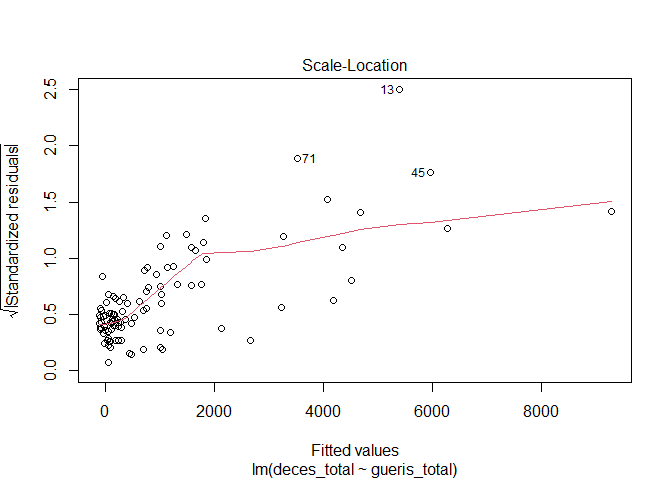 Scale-Location
√|Standardized residuals|
2.5
2.0
1.5
1.0
0.5
0.0
13
71
45
0 2000 4000 6000 8000
Fitted values
lm(deces_total ~ gueris_total)